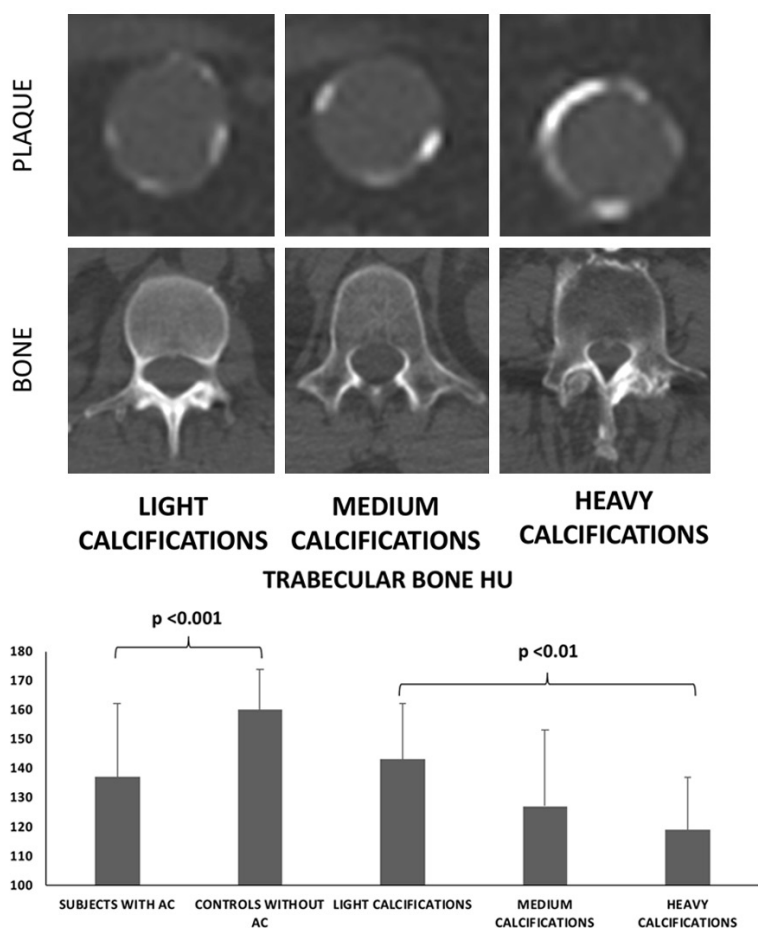 PLAQUE
BONE
LIGHT
CALCIFICATIONS
MEDIUM
CALCIFICATIONS
HEAVY
CALCIFICATIONS
TRABECULAR BONE HU
p <0.001
p <0.01
180
170
160
150
140
130
120
110
100
SUBJECTS WITH AC
CONTROLS WITHOUT
AC
LIGHT CALCIFICATIONS
MEDIUM
CALCIFICATIONS
HEAVY
CALCIFICATIONS